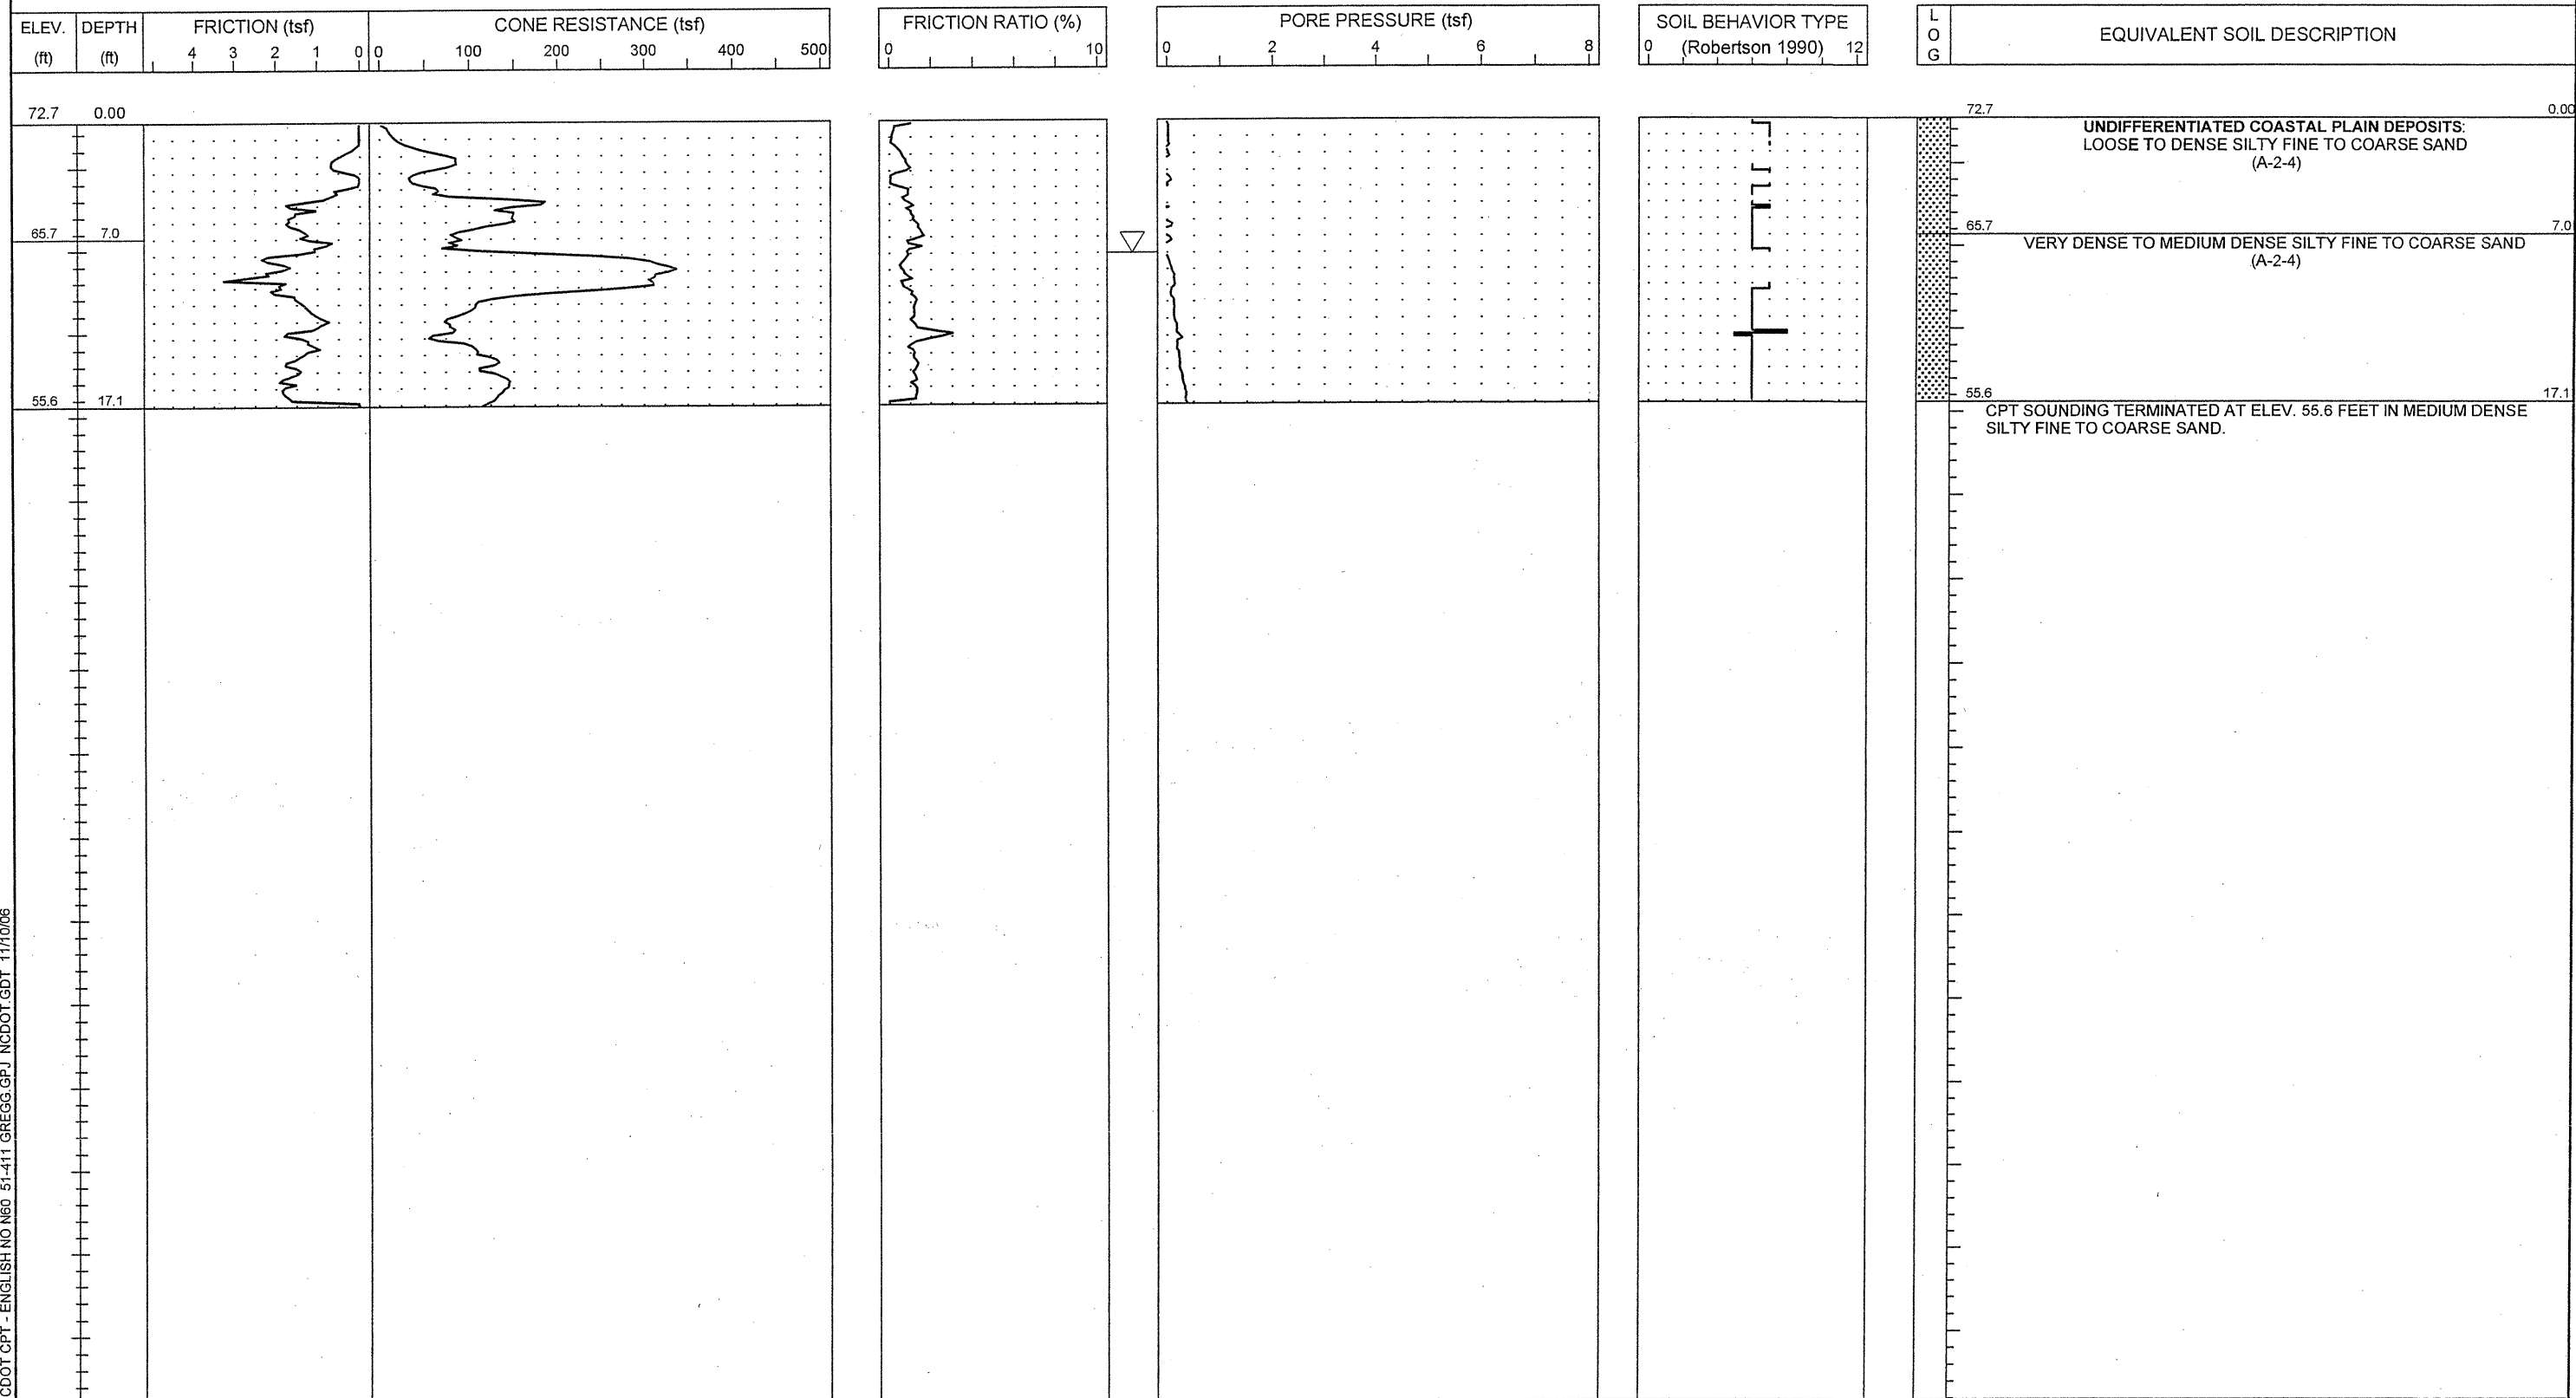 ELEV. DEPTH FRICTION (tsf) CONE RESISTANCE (tsf) FRICTION RATIO (%) PORE PRESSURE (tsf) SOIL BEHAVIOR TYPE L
O EQUIVALENT SOIL DESCRIPTION
(ft) (ft) 4 3 2 1 0 0 100 200 300 400 500 0 10 0 2 4 6 8 0 (Robertson 1990) 12 G
72.7 0.00 72.7 0.00
UNDIFFERENTIATED COASTAL PLAIN DEPOSITS:
LOOSE TO DENSE SILTY FINE TO COARSE SAND
(A-2-4)
65.7 7.0 65.7 7.0
VERY DENSE TO MEDIUM DENSE SILTY FINE TO COARSE SAND
(A-2-4)
55.6 17.1 55.6 17.1
CPT SOUNDING TERMINATED AT ELEV. 55.6 FEET IN MEDIUM DENSE
SILTY FINE TO COARSE SAND.
CDOT CPT - ENGLISH NO N60 51-411 GREGG.GPJ NCDOT.GDT 11/10/06